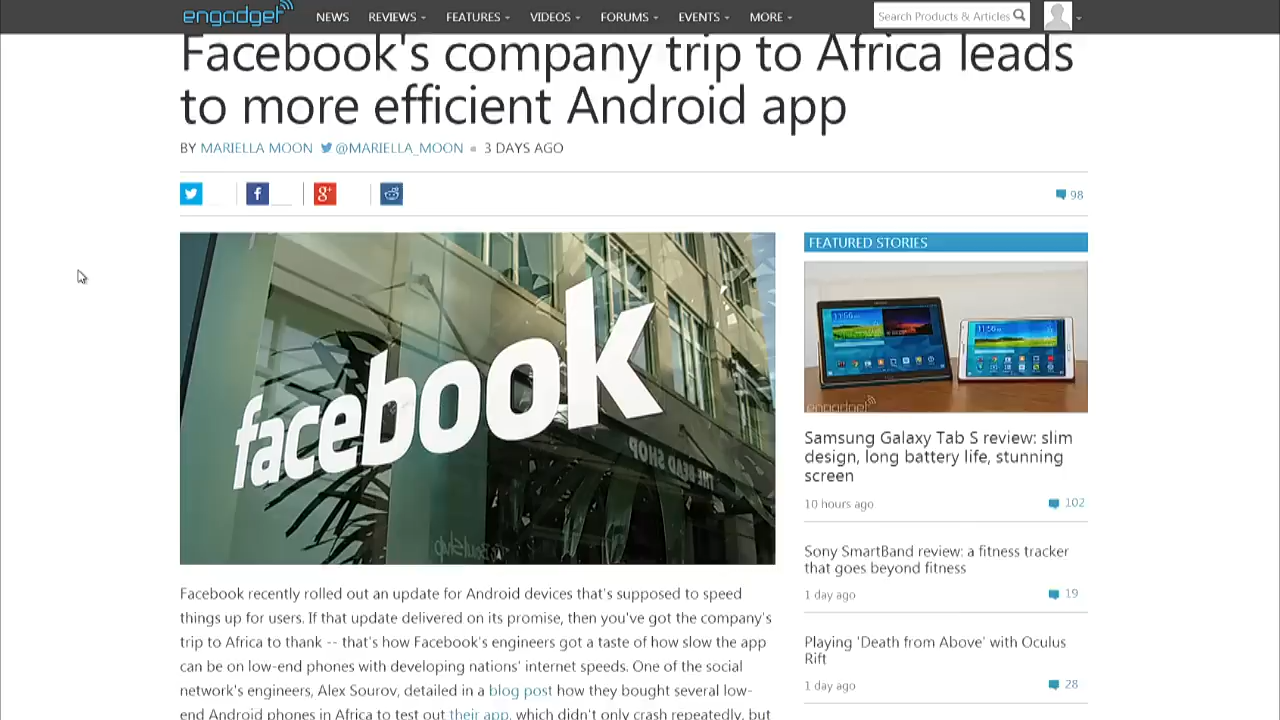 engadget NEWS REVIEWS FEATURES VIDEOS FORUMS EVENTS MORE Search Products & Articles
Facebook's company trip to Africa leads
to more efficient Android app
BY MARIELLA MOON @MARIELLA_MOON 3 DAYS AGO
f g+ 98
facebook
THE BEAD SHOP
FEATURED STORIES
engadget
Samsung Galaxy Tab S review: slim
design, long battery life, stunning
screen
10 hours ago 102
Sony SmartBand review: a fitness tracker
that goes beyond fitness
1 day ago 19
Playing 'Death from Above' with Oculus
Rift
1 day ago 28
Facebook recently rolled out an update for Android devices that's supposed to speed
things up for users. If that update delivered on its promise, then you've got the company's
trip to Africa to thank -- that's how Facebook's engineers got a taste of how slow the app
can be on low-end phones with developing nations' internet speeds. One of the social
network's engineers, Alex Sourov, detailed in a blog post how they bought several low-
end Android phones in Africa to test out their app, which didn't only crash repeatedly, but